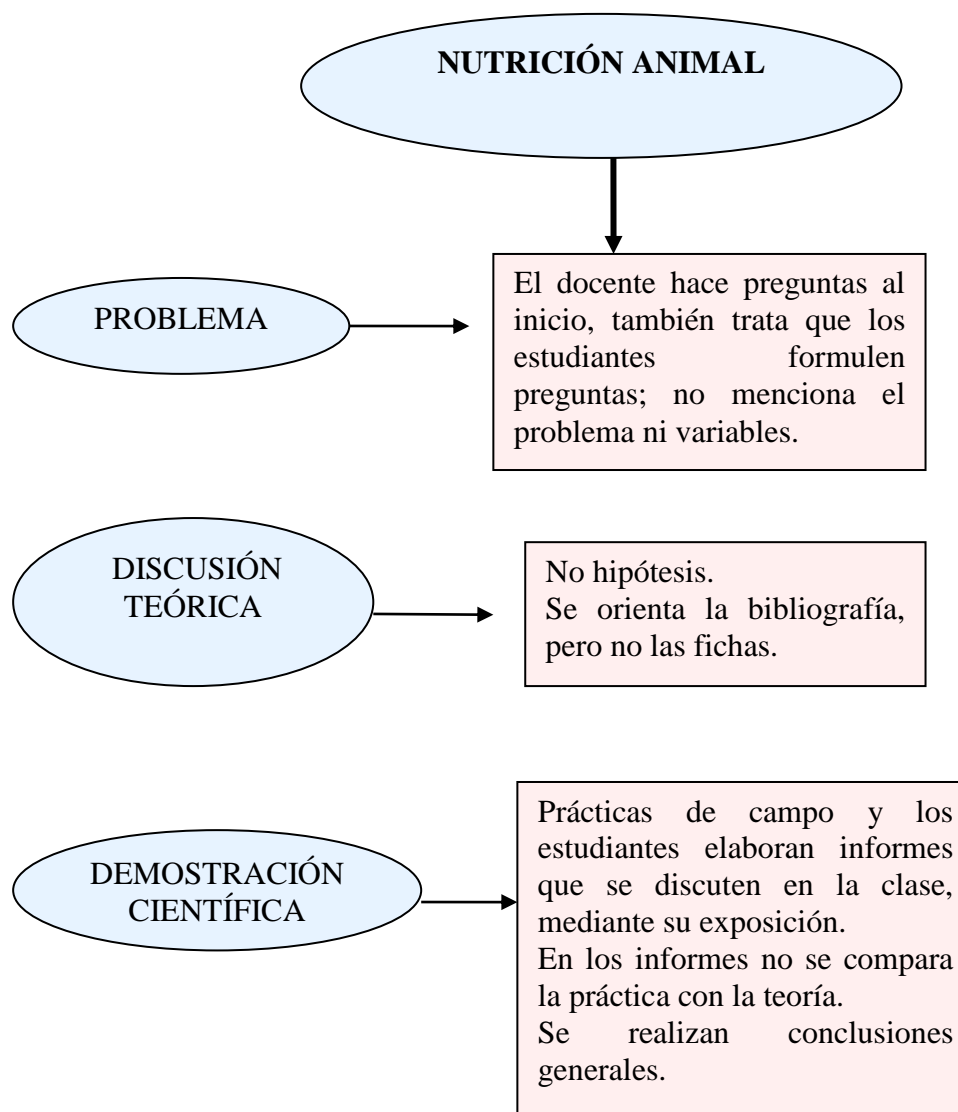 NUTRICIÓN ANIMAL
PROBLEMA
El docente hace preguntas al
inicio, también trata que los
estudiantes formulen
preguntas; no menciona el
problema ni variables.
DISCUSIÓN
TEÓRICA
No hipótesis.
Se orienta la bibliografía,
pero no las fichas.
DEMOSTRACIÓN
CIENTÍFICA
Prácticas de campo y los
estudiantes elaboran informes
que se discuten en la clase,
mediante su exposición.
En los informes no se compara
la práctica con la teoría.
Se realizan conclusiones
generales.